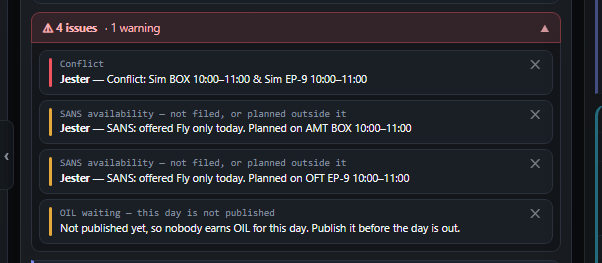 ⚠ 4 issues · 1 warning ▲
Conflict
Jester — Conflict: Sim BOX 10:00–11:00 & Sim EP-9 10:00–11:00
SANS availability — not filed, or planned outside it
Jester — SANS: offered Fly only today. Planned on AMT BOX 10:00–11:00
SANS availability — not filed, or planned outside it
Jester — SANS: offered Fly only today. Planned on OFT EP-9 10:00–11:00
OIL waiting — this day is not published
Not published yet, so nobody earns OIL for this day. Publish it before the day is out.